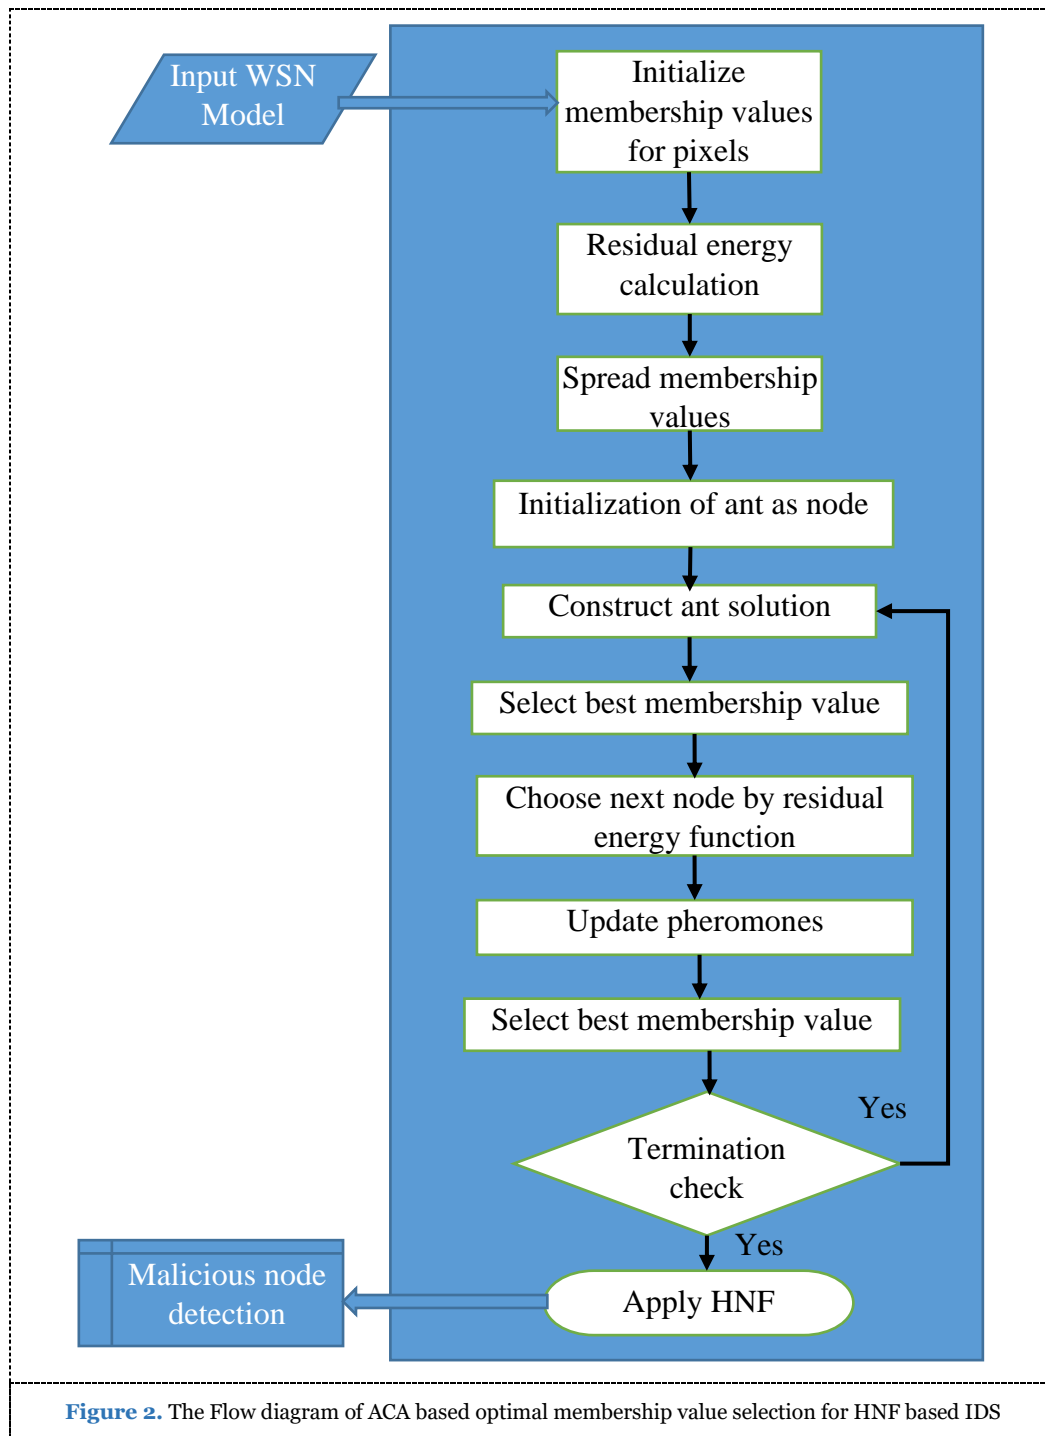 Input WSN
Model
Initialize
membership values
for pixels
Residual energy
calculation
Spread membership
values
Initialization of ant as node
Construct ant solution
Select best membership value
Choose next node by residual
energy function
Update pheromones
Select best membership value
Yes
Termination
check
Yes
Malicious node
detection
Apply HNF
Figure 2. The Flow diagram of ACA based optimal membership value selection for HNF based IDS